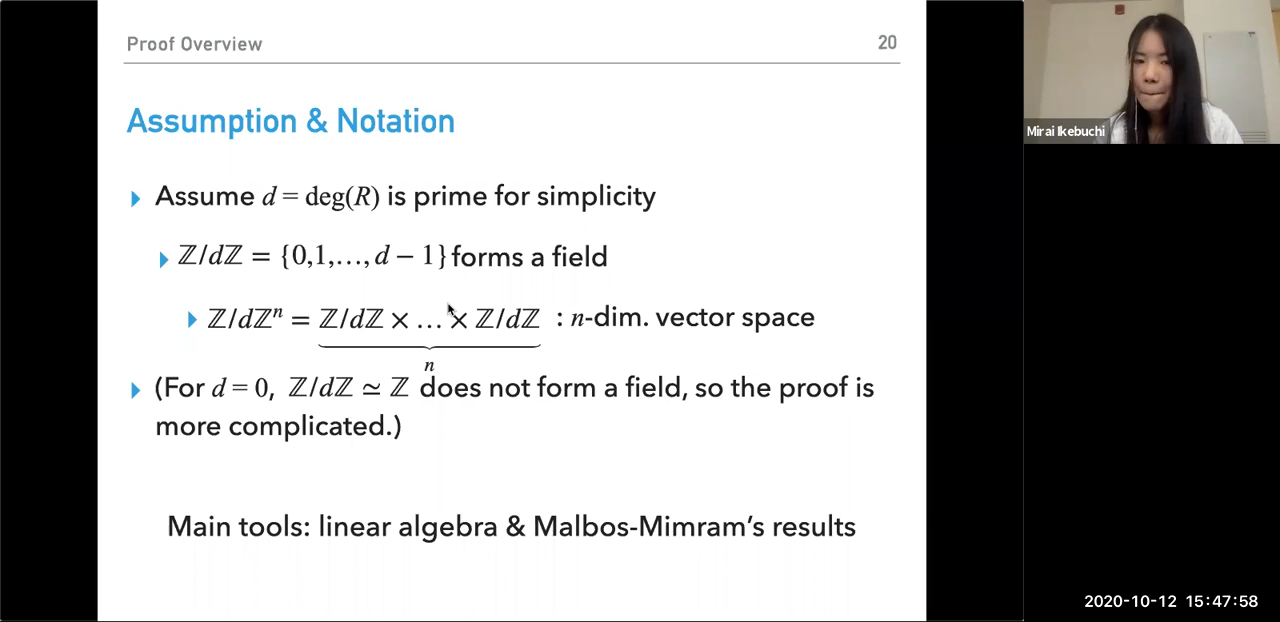 Proof Overview 20
Assumption & Notation
Assume d = deg(R) is prime for simplicity
ℤ/dℤ = {0,1,…,d − 1} forms a field
ℤ/dℤⁿ = ℤ/dℤ × … × ℤ/dℤ : n-dim. vector space
n
(For d = 0, ℤ/dℤ ≃ ℤ does not form a field, so the proof is
more complicated.)
Main tools: linear algebra & Malbos-Mimram’s results
Mirai Ikebuchi
2020-10-12 15:47:58